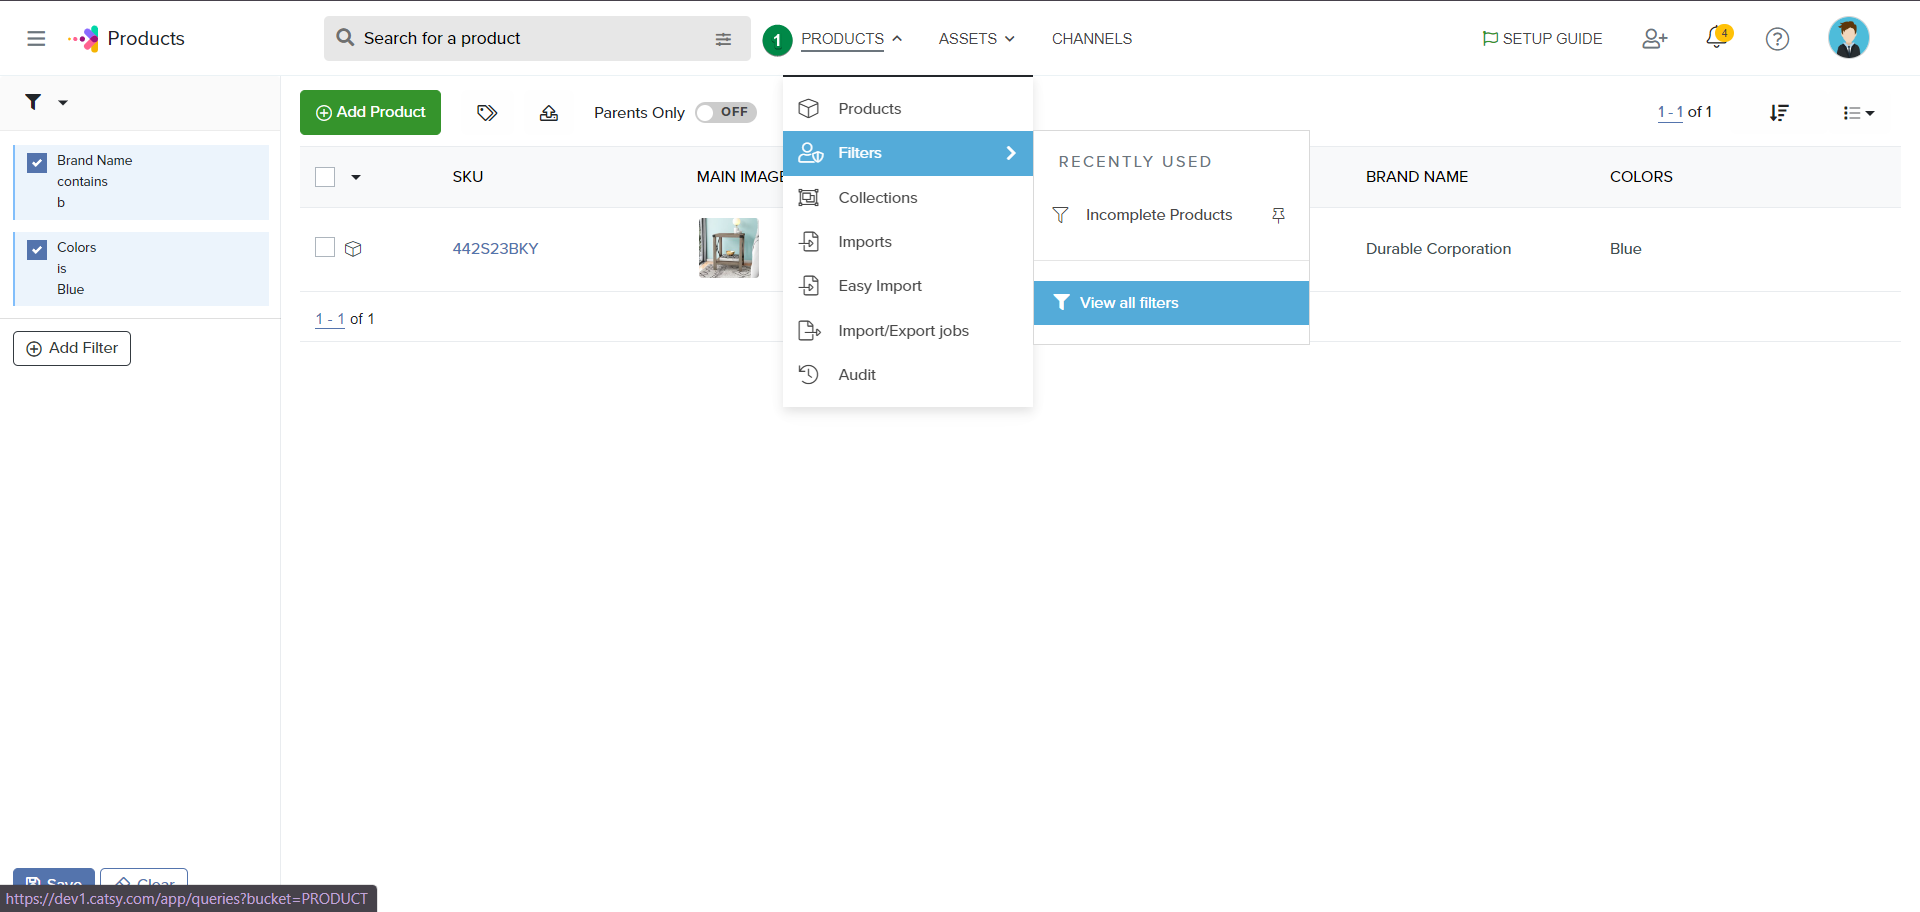 Products
Search for a product
1
PRODUCTS
ASSETS
CHANNELS
SETUP GUIDE
4
?
Add Product
Parents Only
OFF
1 - 1 of 1
Brand Name
contains
b
Colors
is
Blue
Add Filter
SKU
MAIN IMAGE
BRAND NAME
COLORS
442S23BKY
Durable Corporation
Blue
1 - 1 of 1
Products
Filters
Collections
Imports
Easy Import
Import/Export jobs
Audit
RECENTLY USED
Incomplete Products
View all filters
Save
Clear
https://dev1.catsy.com/app/queries?bucket=PRODUCT